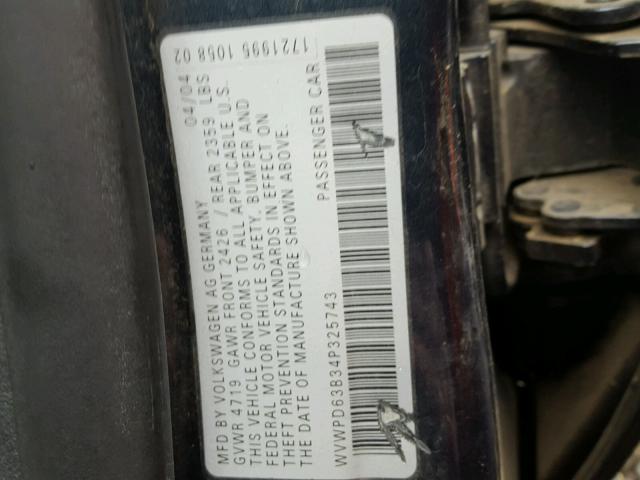 MFD BY VOLKSWAGEN AG GERMANY 04/04 1721995 1058 02
GVWR 4719 GAWR FRONT 2426 / REAR 2359 LBS
THIS VEHICLE CONFORMS TO ALL APPLICABLE U.S.
FEDERAL MOTOR VEHICLE SAFETY, BUMPER AND
THEFT PREVENTION STANDARDS IN EFFECT ON
THE DATE OF MANUFACTURE SHOWN ABOVE.
WVWPD63B34P325743 PASSENGER CAR